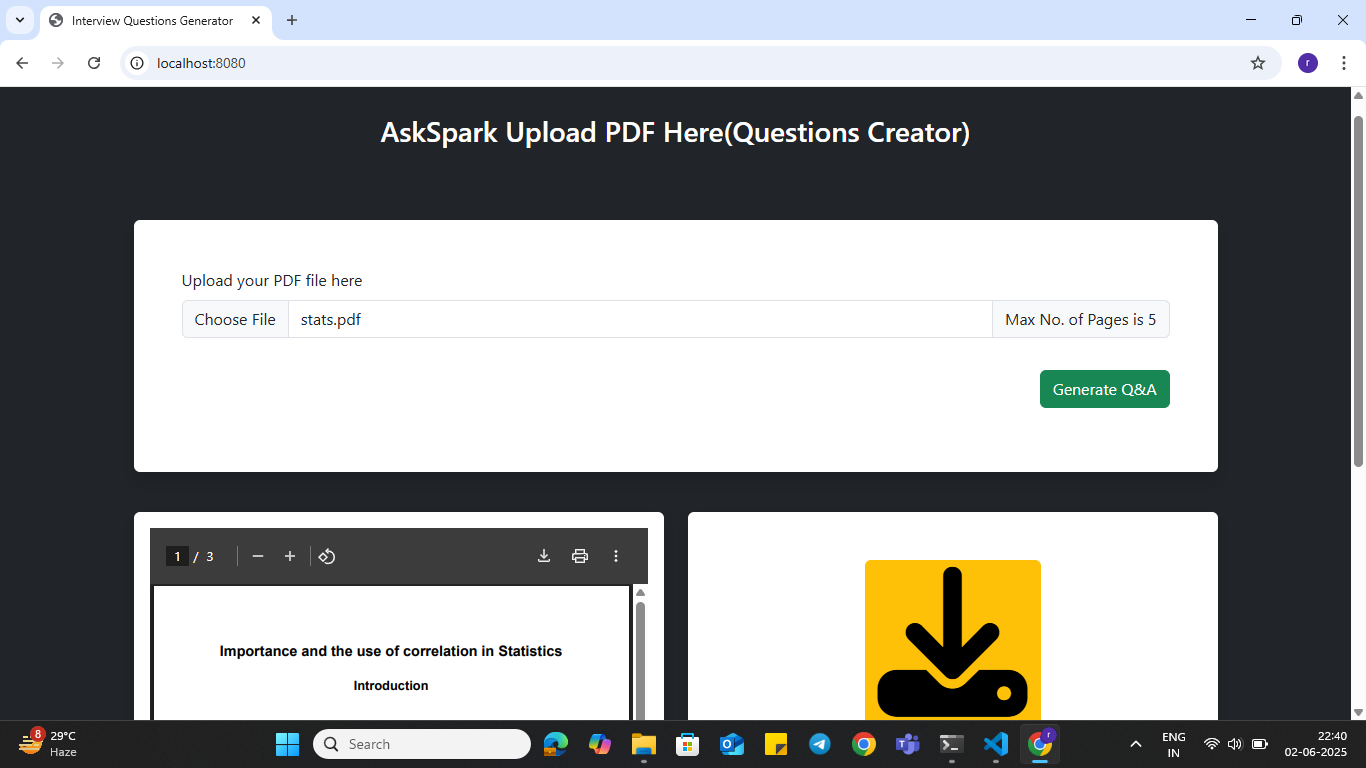 Interview Questions Generator
localhost:8080
r
AskSpark Upload PDF Here(Questions Creator)
Upload your PDF file here
Choose File stats.pdf Max No. of Pages is 5
Generate Q&A
1 / 3
Importance and the use of correlation in Statistics
Introduction
8
29°C
Haze
Search
r
ENG
IN
22:40
02-06-2025